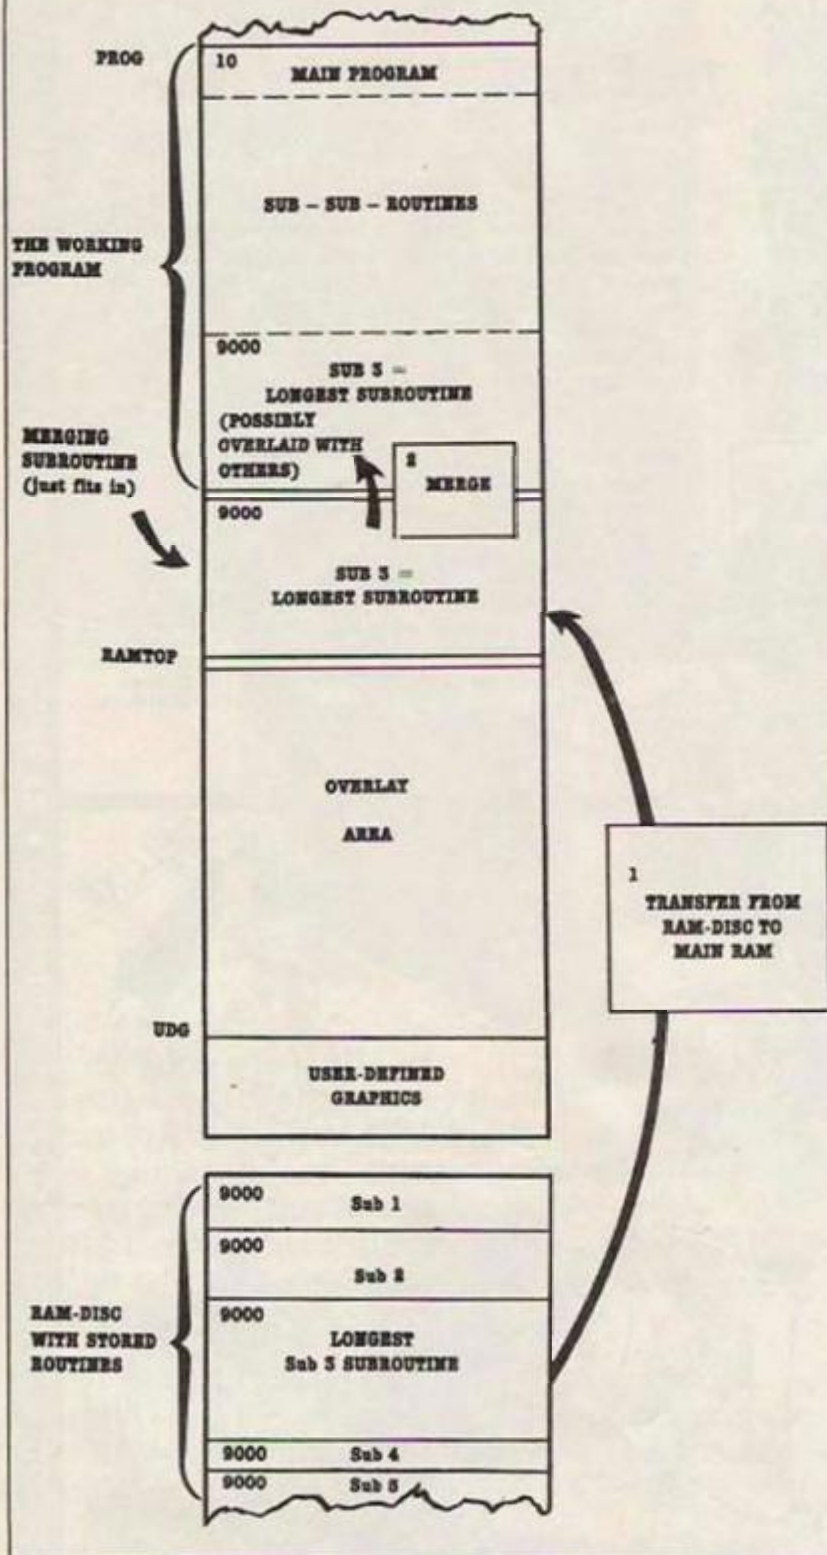 PROG
10
MAIN PROGRAM
SUB – SUB – ROUTINES
THE WORKING
PROGRAM
9000
SUB 3 =
LONGEST SUBROUTINE
(POSSIBLY
OVERLAID WITH
OTHERS)
2
MERGE
MERGING
SUBROUTINE
(just fits in)
9000
SUB 3 =
LONGEST SUBROUTINE
RAMTOP
OVERLAY
AREA
1
TRANSFER FROM
RAM-DISC TO
MAIN RAM
UDG
USER-DEFINED
GRAPHICS
9000 Sub 1
9000
Sub 2
RAM-DISC
WITH STORED
ROUTINES
9000
LONGEST
Sub 3 SUBROUTINE
9000 Sub 4
9000 Sub 5